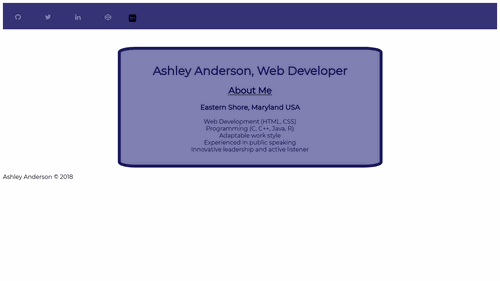 Ashley Anderson, Web Developer
About Me
Eastern Shore, Maryland USA
Web Development (HTML, CSS)
Programming (C, C++, Java, R)
Adaptable work style
Experienced in public speaking
Innovative leadership and active listener
Ashley Anderson © 2018